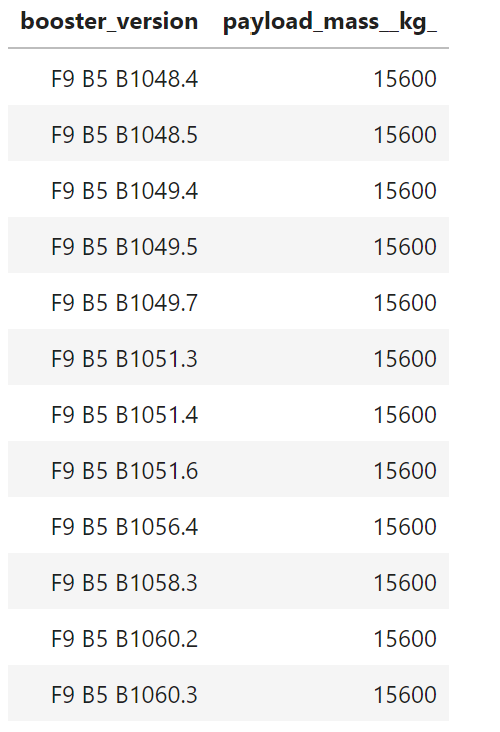 booster_version payload_mass__kg_
F9 B5 B1048.4 15600
F9 B5 B1048.5 15600
F9 B5 B1049.4 15600
F9 B5 B1049.5 15600
F9 B5 B1049.7 15600
F9 B5 B1051.3 15600
F9 B5 B1051.4 15600
F9 B5 B1051.6 15600
F9 B5 B1056.4 15600
F9 B5 B1058.3 15600
F9 B5 B1060.2 15600
F9 B5 B1060.3 15600